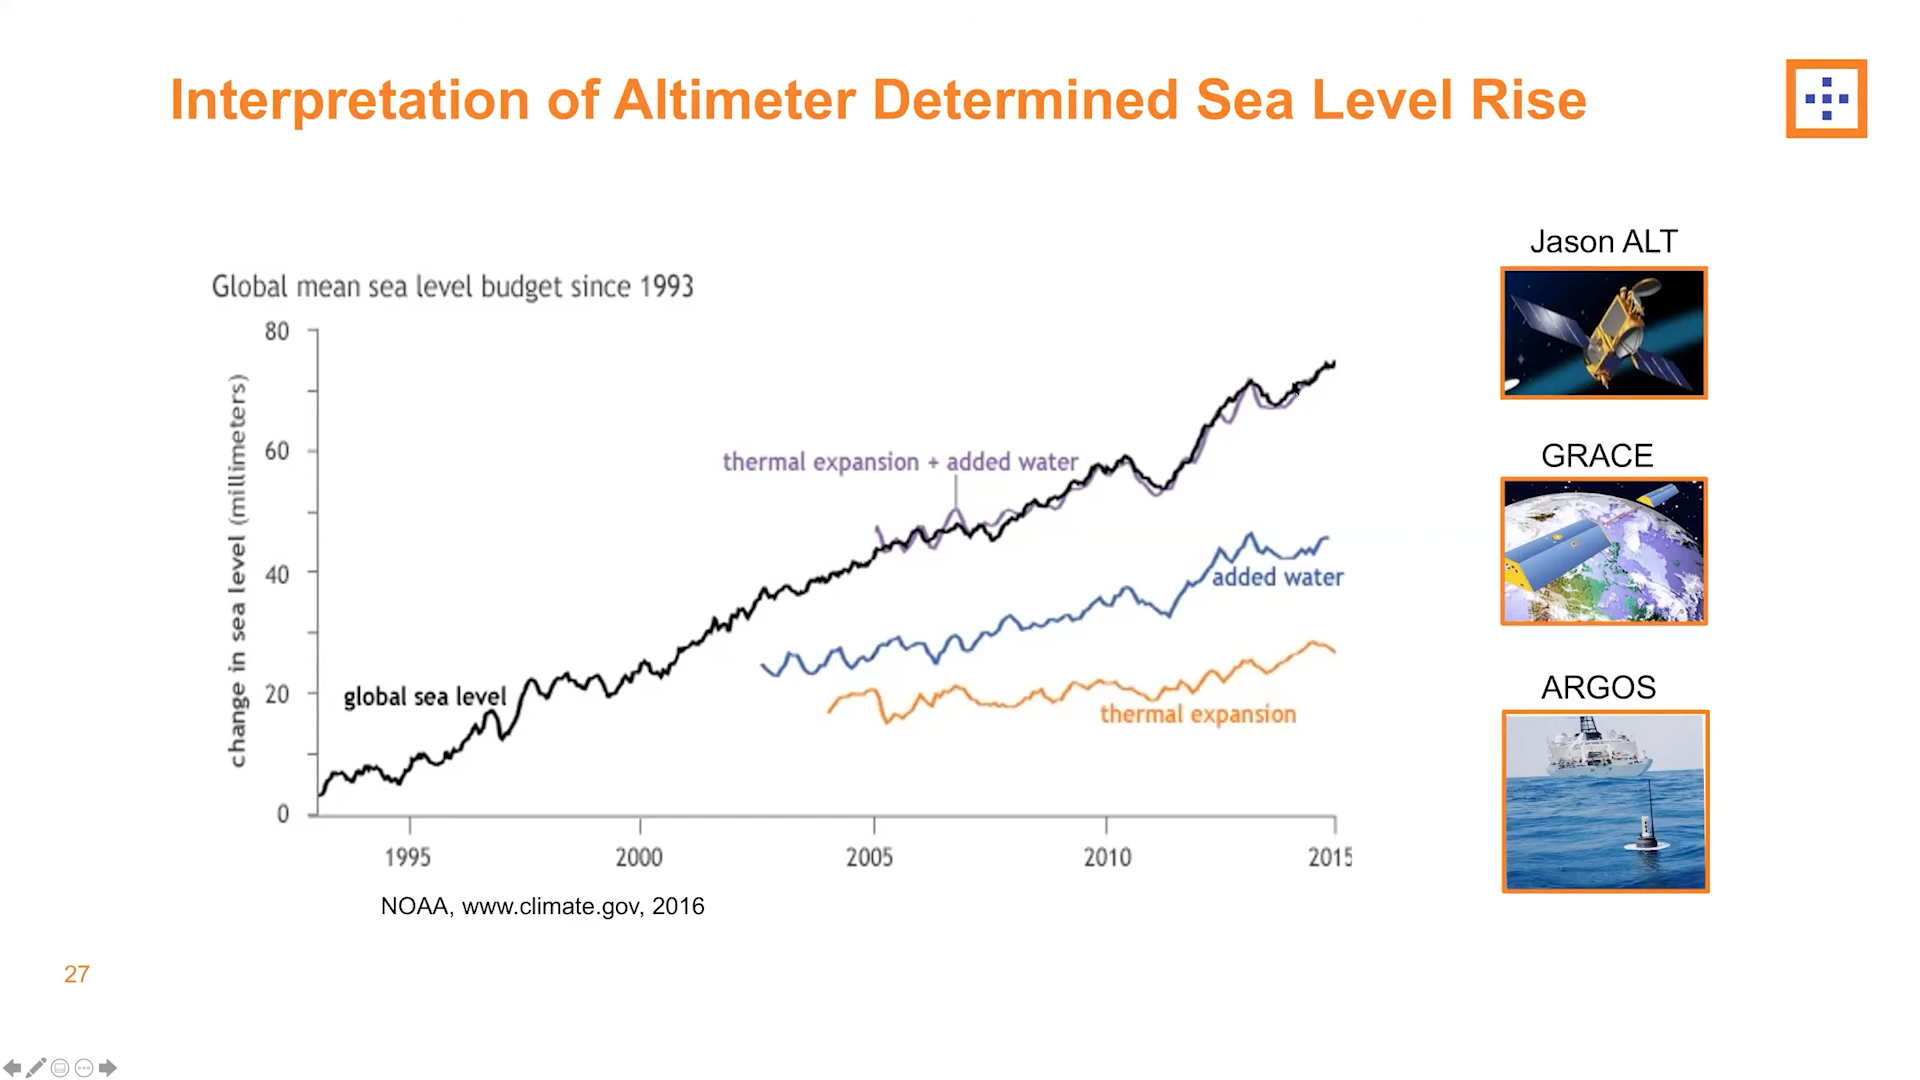 Interpretation of Altimeter Determined Sea Level Rise
Global mean sea level budget since 1993
change in sea level (millimeters)
80
60
40
20
0
thermal expansion + added water
added water
global sea level
thermal expansion
1995
2000
2005
2010
2015
NOAA, www.climate.gov, 2016
Jason ALT
GRACE
ARGOS
27